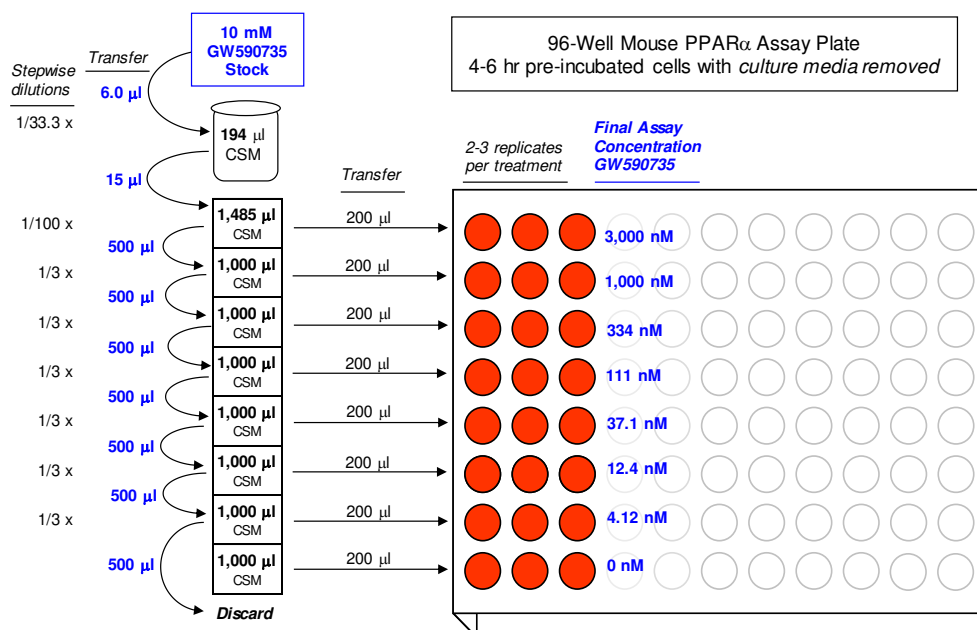 10 mM
GW590735
Stock
96-Well Mouse PPARα Assay Plate
4-6 hr pre-incubated cells with culture media removed
Stepwise
dilutions
Transfer
6.0 µl
1/33.3 x
194 µl
CSM
15 µl
Transfer
2-3 replicates
per treatment
Final Assay
Concentration
GW590735
1/100 x
1,485 µl
CSM
200 µl
3,000 nM
500 µl
1/3 x
1,000 µl
CSM
200 µl
1,000 nM
500 µl
1/3 x
1,000 µl
CSM
200 µl
334 nM
500 µl
1/3 x
1,000 µl
CSM
200 µl
111 nM
500 µl
1/3 x
1,000 µl
CSM
200 µl
37.1 nM
500 µl
1/3 x
1,000 µl
CSM
200 µl
12.4 nM
500 µl
1/3 x
1,000 µl
CSM
200 µl
4.12 nM
500 µl
1,000 µl
CSM
200 µl
0 nM
Discard